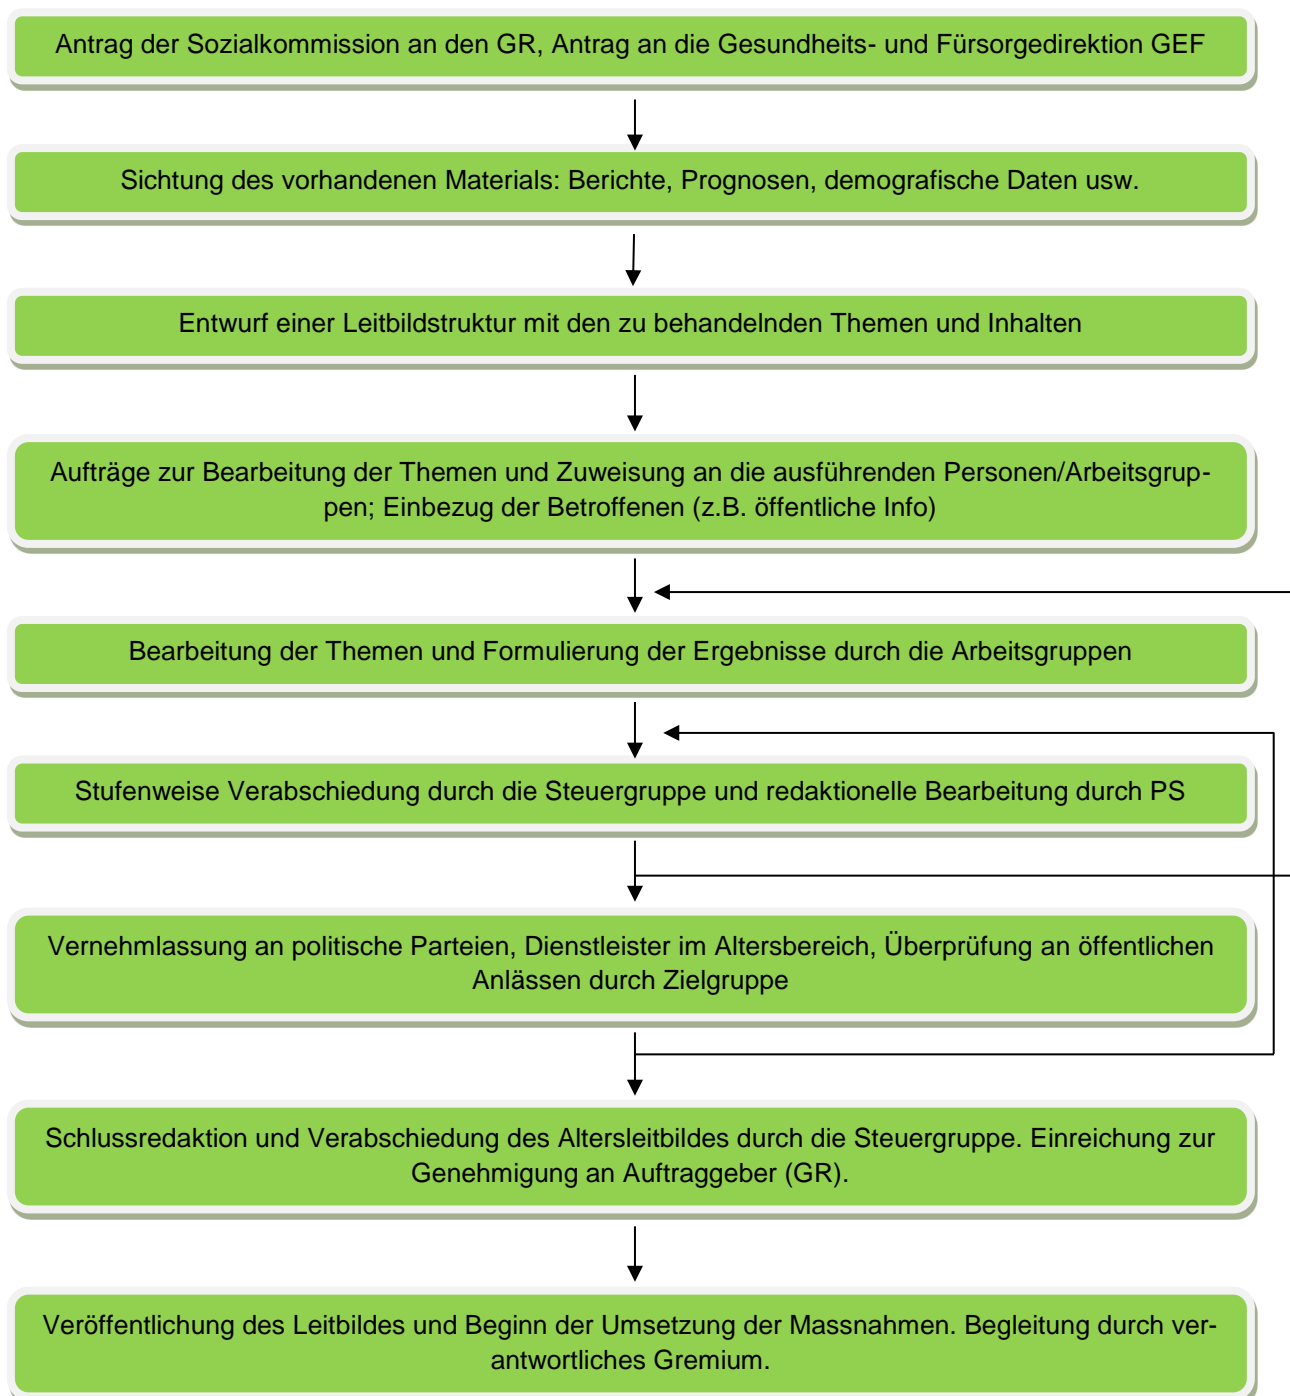 Antrag der Sozialkommission an den GR, Antrag an die Gesundheits- und Fürsorgedirektion GEF
Sichtung des vorhandenen Materials: Berichte, Prognosen, demografische Daten usw.
Entwurf einer Leitbildstruktur mit den zu behandelnden Themen und Inhalten
Aufträge zur Bearbeitung der Themen und Zuweisung an die ausführenden Personen/Arbeitsgrup-
pen; Einbezug der Betroffenen (z.B. öffentliche Info)
Bearbeitung der Themen und Formulierung der Ergebnisse durch die Arbeitsgruppen
Stufenweise Verabschiedung durch die Steuergruppe und redaktionelle Bearbeitung durch PS
Vernehmlassung an politische Parteien, Dienstleister im Altersbereich, Überprüfung an öffentlichen
Anlässen durch Zielgruppe
Schlussredaktion und Verabschiedung des Altersleitbildes durch die Steuergruppe. Einreichung zur
Genehmigung an Auftraggeber (GR).
Veröffentlichung des Leitbildes und Beginn der Umsetzung der Massnahmen. Begleitung durch ver-
antwortliches Gremium.